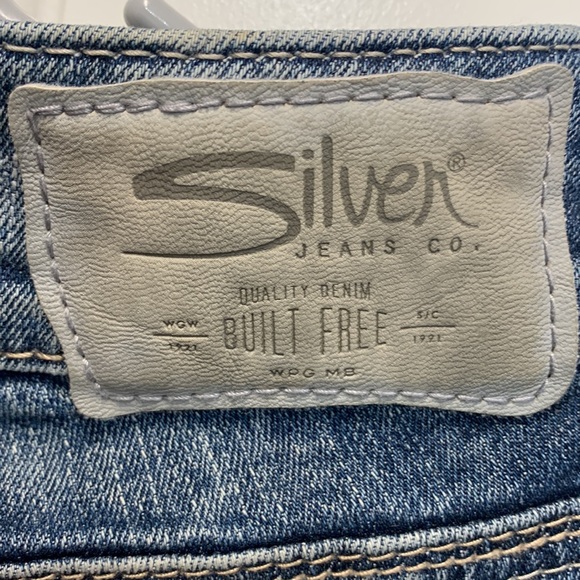 Silver®
JEANS CO.
QUALITY DENIM
WGW BUILT FREE S/C
1991 1991
WPG MB